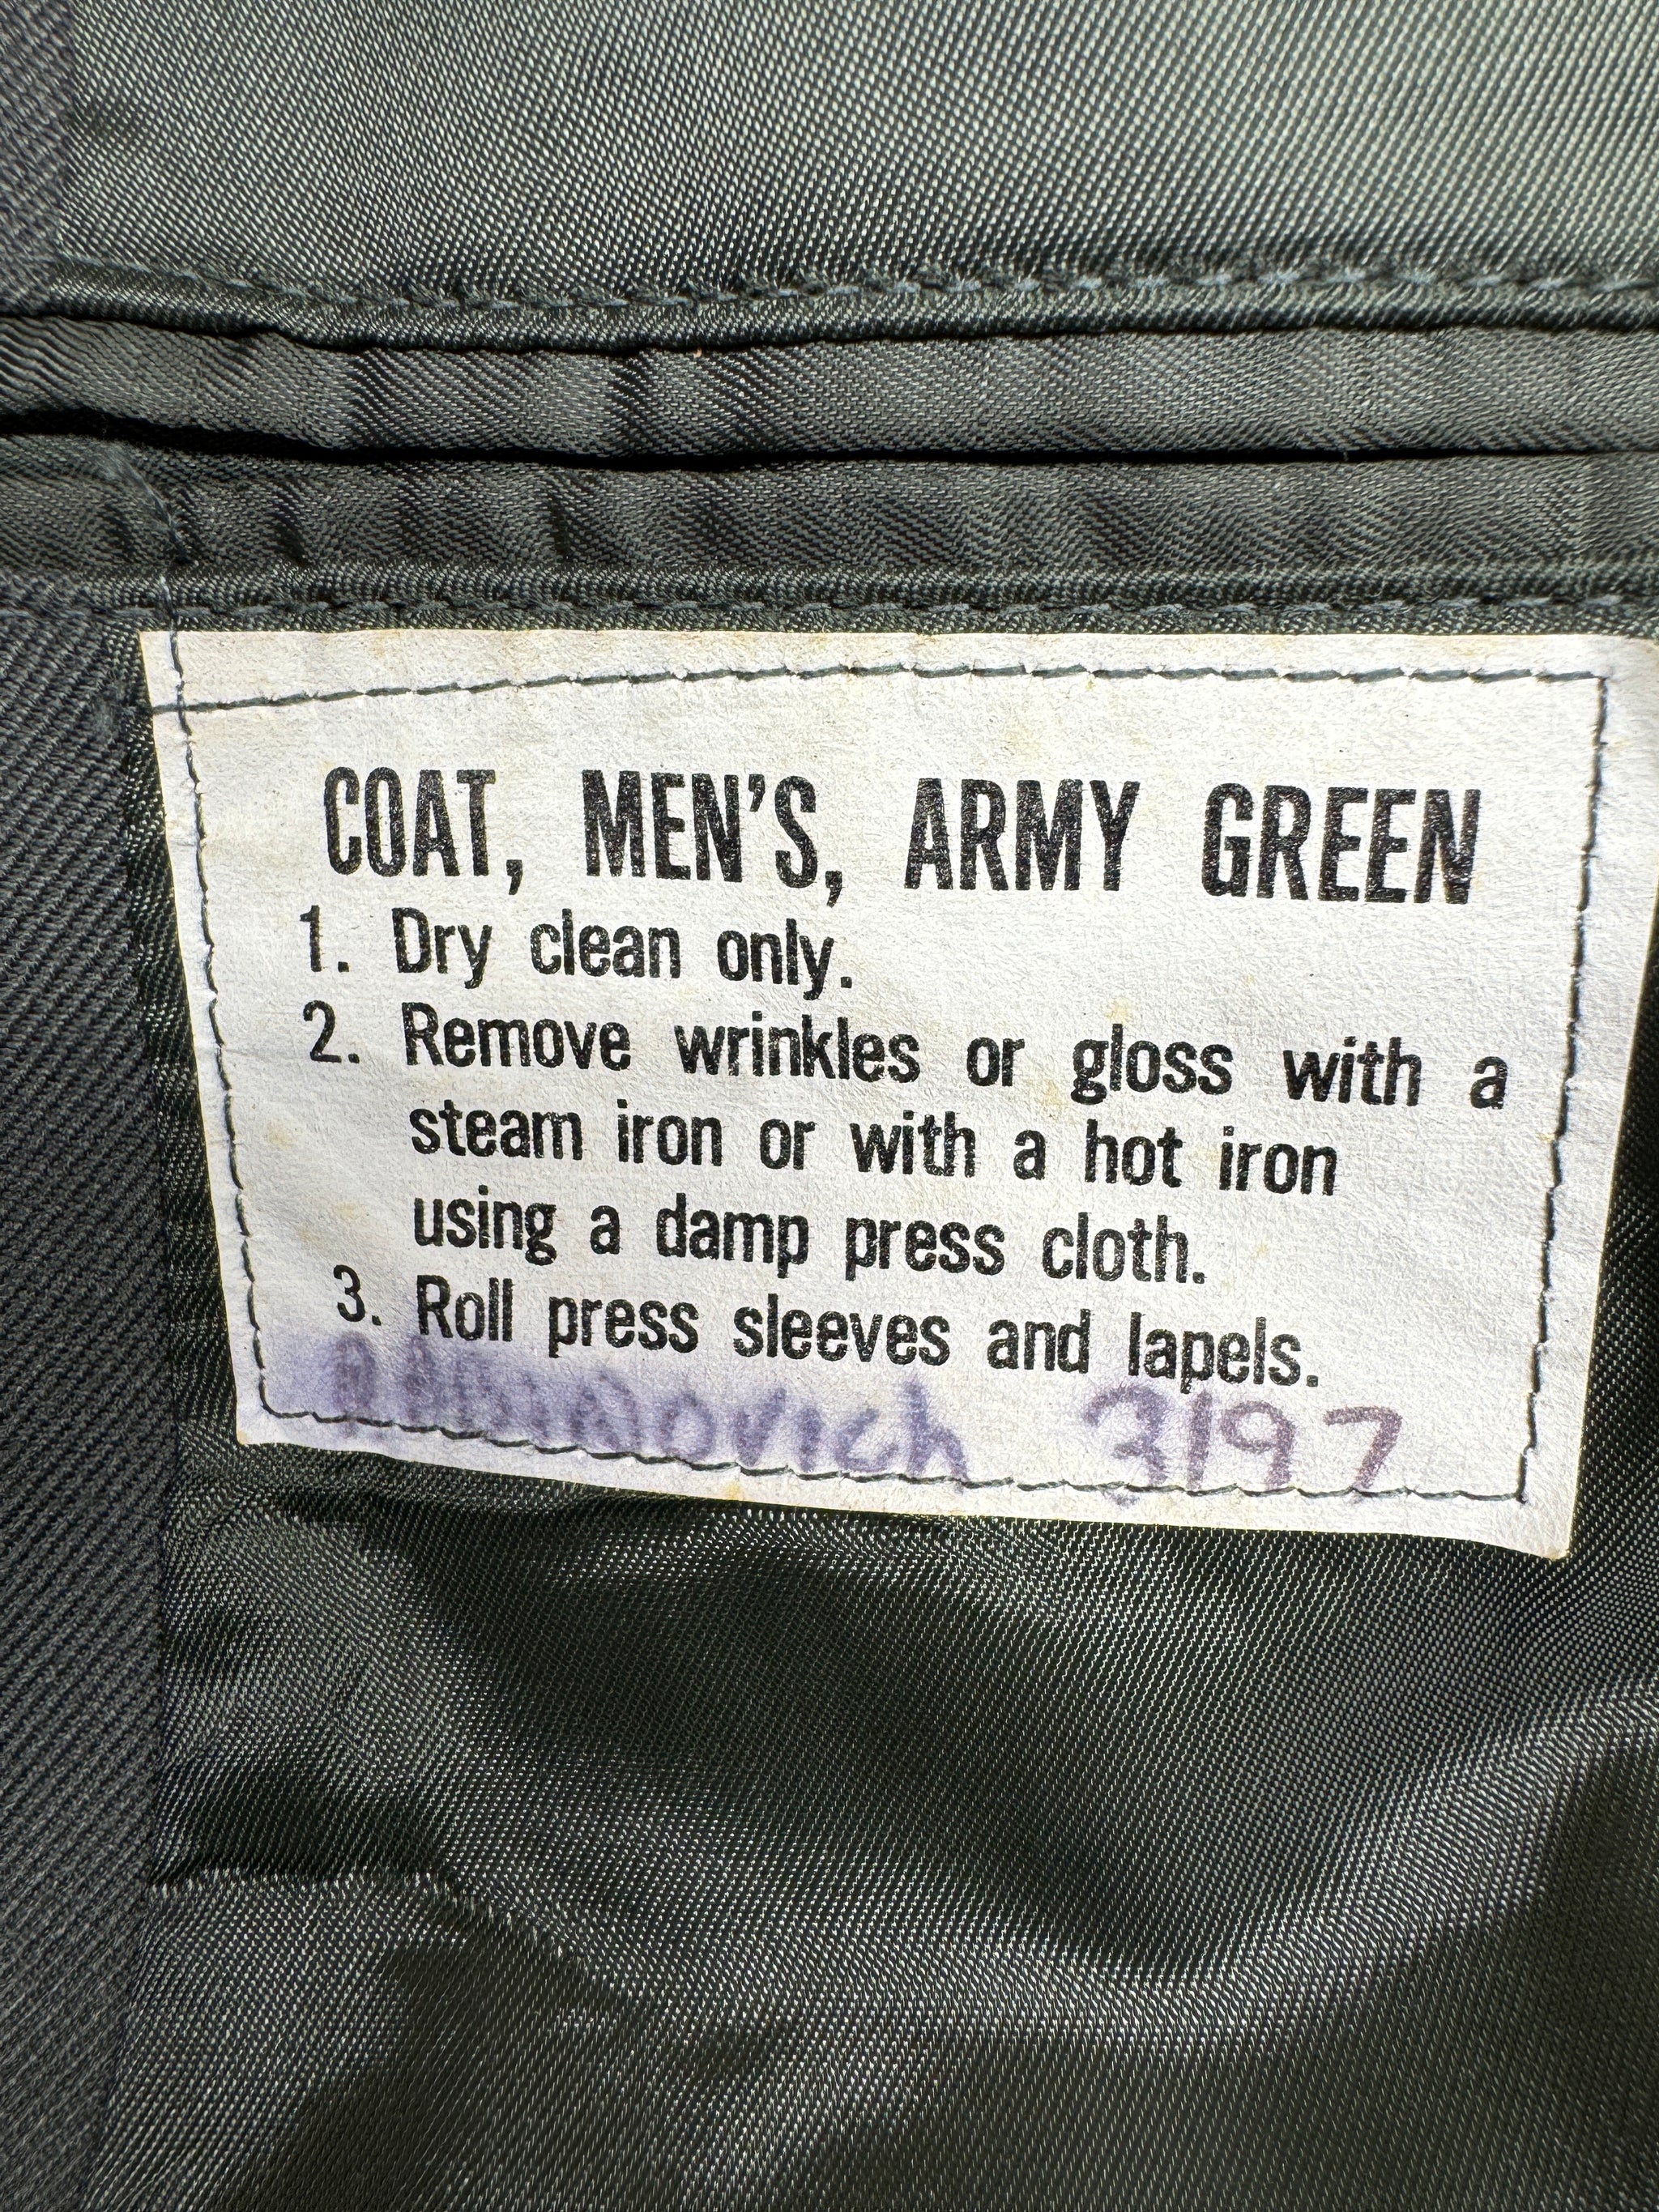 COAT, MEN'S, ARMY GREEN
1. Dry clean only.
2. Remove wrinkles or gloss with a
steam iron or with a hot iron
using a damp press cloth.
3. Roll press sleeves and lapels.
3197